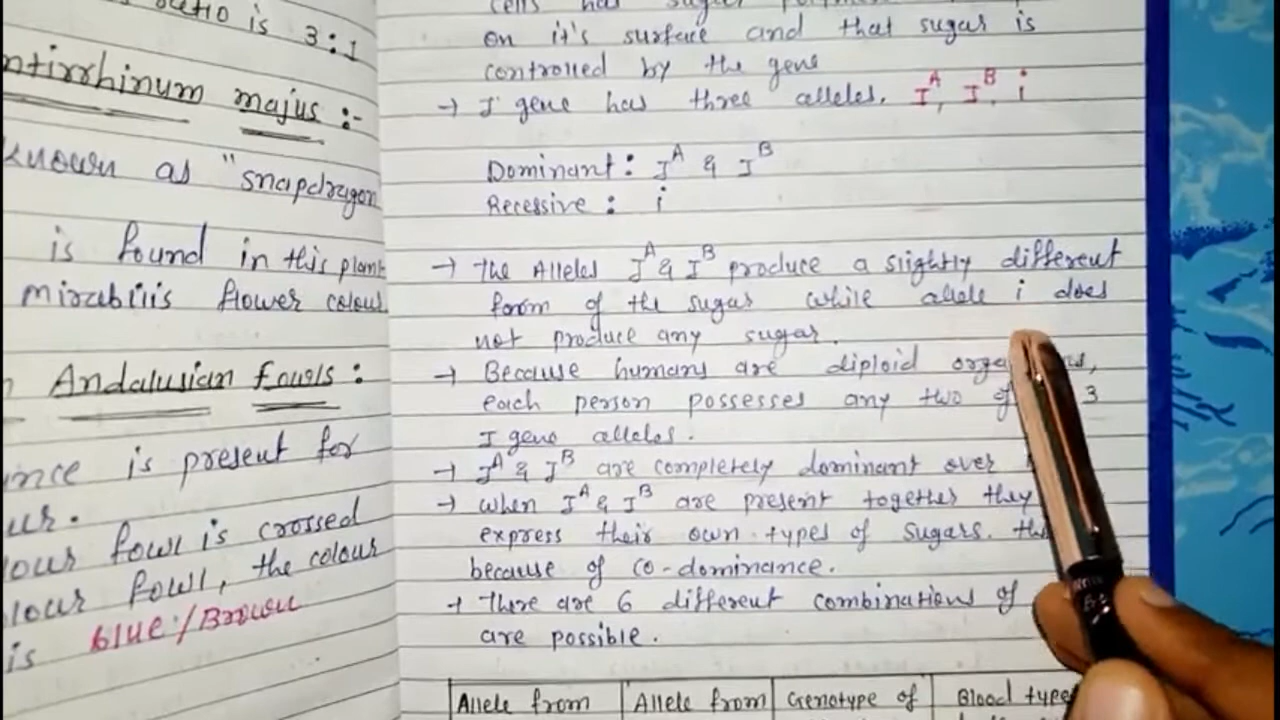 ratio is 3:1
ntirrhinum majus :-
known as "snapdragon
is found in this plant
mirabilis flower colour
Andalusian fowls :
ince is present for
ur.
lour fowl is crossed
lour fowl, the colour
is blue/Brown
cells has sugar
on it's surface and that sugar is
controlled by the gene
→ I gene has three alleles. I^A, I^B, i
Dominant : I^A & I^B
Recessive : i
→ The Alleles I^A & I^B produce a slightly different
form of the sugar while allele i does
not produce any sugar.
→ Because humans are diploid
each person possesses any two of 3
I gene alleles.
→ I^A & I^B are completely dominant over
→ when I^A & I^B are present together they
express their own types of sugars.
because of co-dominance.
→ There are 6 different combinations of
are possible.
Allele from Allele from Genotype of Blood types